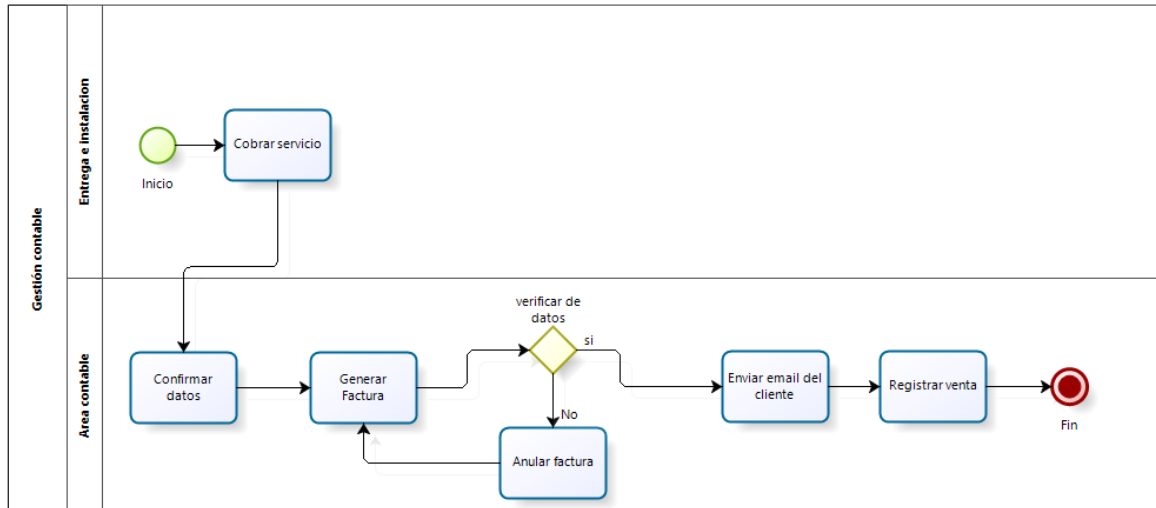 Gestión contable
Entrega e instalacion
Cobrar servicio
Inicio
Area contable
verificar de
datos
si
Confirmar
datos
Generar
Factura
Enviar email del
cliente
Registrar venta
No
Fin
Anular factura